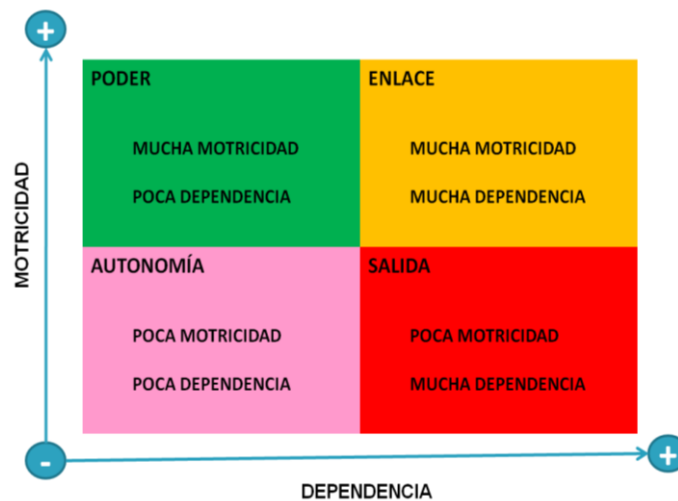 +
PODER
MUCHA MOTRICIDAD
POCA DEPENDENCIA
ENLACE
MUCHA MOTRICIDAD
MUCHA DEPENDENCIA
MOTRICIDAD
AUTONOMÍA
POCA MOTRICIDAD
POCA DEPENDENCIA
SALIDA
POCA MOTRICIDAD
MUCHA DEPENDENCIA
-
+
DEPENDENCIA